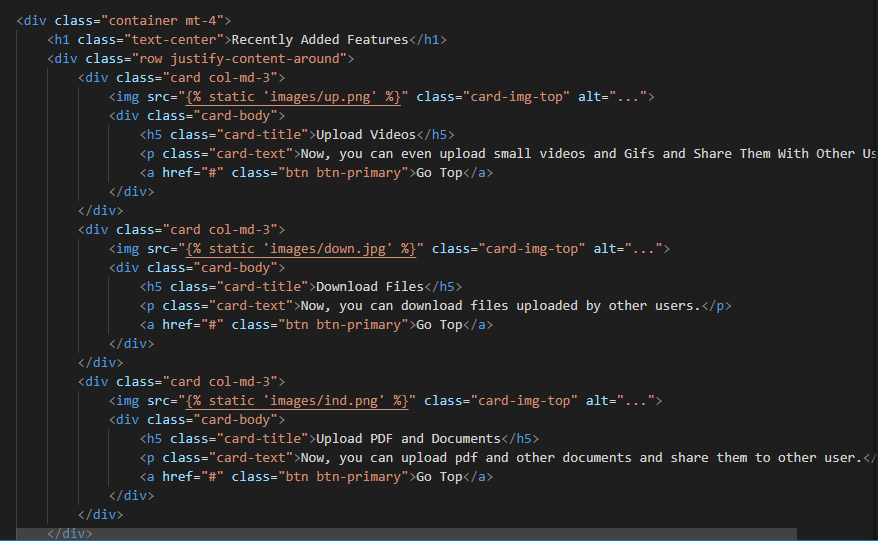 <div class="container mt-4">
<h1 class="text-center">Recently Added Features</h1>
<div class="row justify-content-around">
<div class="card col-md-3">
<img src="{% static 'images/up.png' %}" class="card-img-top" alt="...">
<div class="card-body">
<h5 class="card-title">Upload Videos</h5>
<p class="card-text">Now, you can even upload small videos and Gifs and Share Them With Other
<a href="#" class="btn btn-primary">Go Top</a>
</div>
</div>
<div class="card col-md-3">
<img src="{% static 'images/down.jpg' %}" class="card-img-top" alt="...">
<div class="card-body">
<h5 class="card-title">Download Files</h5>
<p class="card-text">Now, you can download files uploaded by other users.</p>
<a href="#" class="btn btn-primary">Go Top</a>
</div>
</div>
<div class="card col-md-3">
<img src="{% static 'images/ind.png' %}" class="card-img-top" alt="...">
<div class="card-body">
<h5 class="card-title">Upload PDF and Documents</h5>
<p class="card-text">Now, you can upload pdf and other documents and share them to other user.</
<a href="#" class="btn btn-primary">Go Top</a>
</div>
</div>
</div>